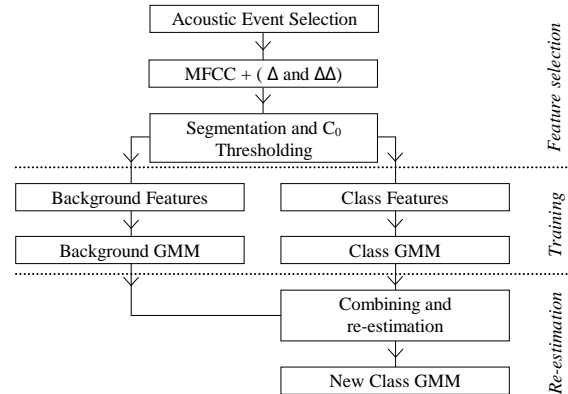 Acoustic Event Selection
MFCC + ( Δ and ΔΔ)
Segmentation and C₀
Thresholding
Feature selection
Background Features
Class Features
Background GMM
Class GMM
Training
Combining and
re-estimation
New Class GMM
Re-estimation